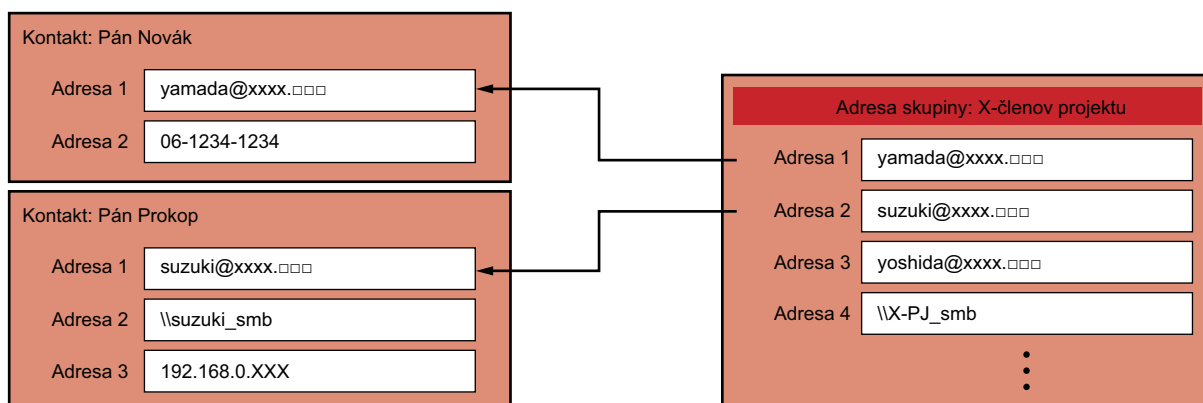 Kontakt: Pán Novák
Adresa 1 yamada@xxxx.□□□
Adresa 2 06-1234-1234
Kontakt: Pán Prokop
Adresa 1 suzuki@xxxx.□□□
Adresa 2 \\suzuki_smb
Adresa 3 192.168.0.XXX
Adresa skupiny: X-členov projektu
Adresa 1 yamada@xxxx.□□□
Adresa 2 suzuki@xxxx.□□□
Adresa 3 yoshida@xxxx.□□□
Adresa 4 \\X-PJ_smb